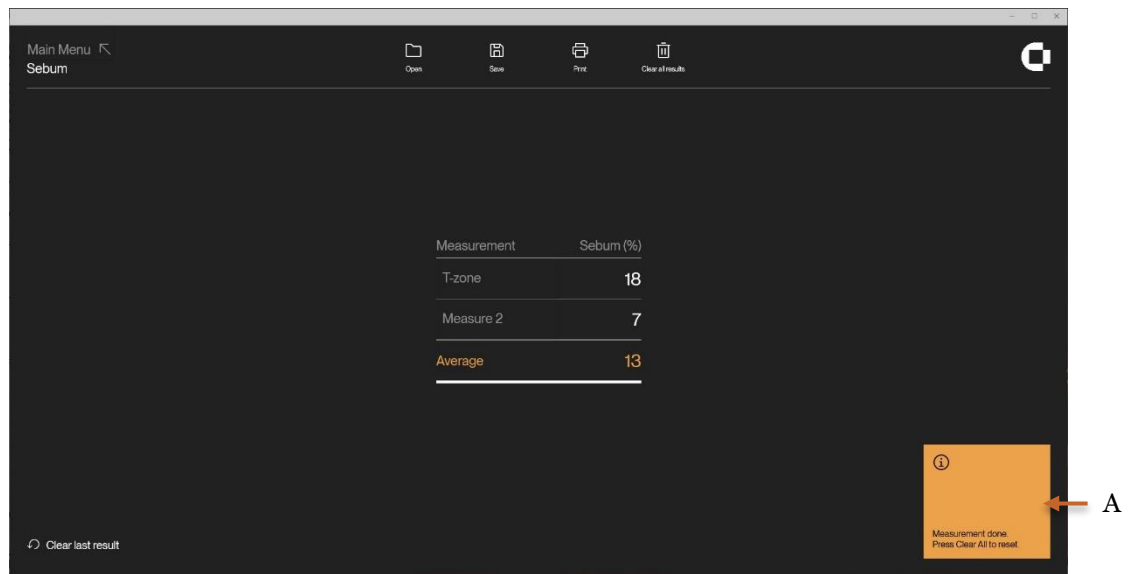 Main Menu
Sebum
Open
Save
Print
Clear all results
Measurement Sebum (%)
T-zone 18
Measure 2 7
Average 13
Measurement done.
Press Clear All to reset.
A
Clear last result